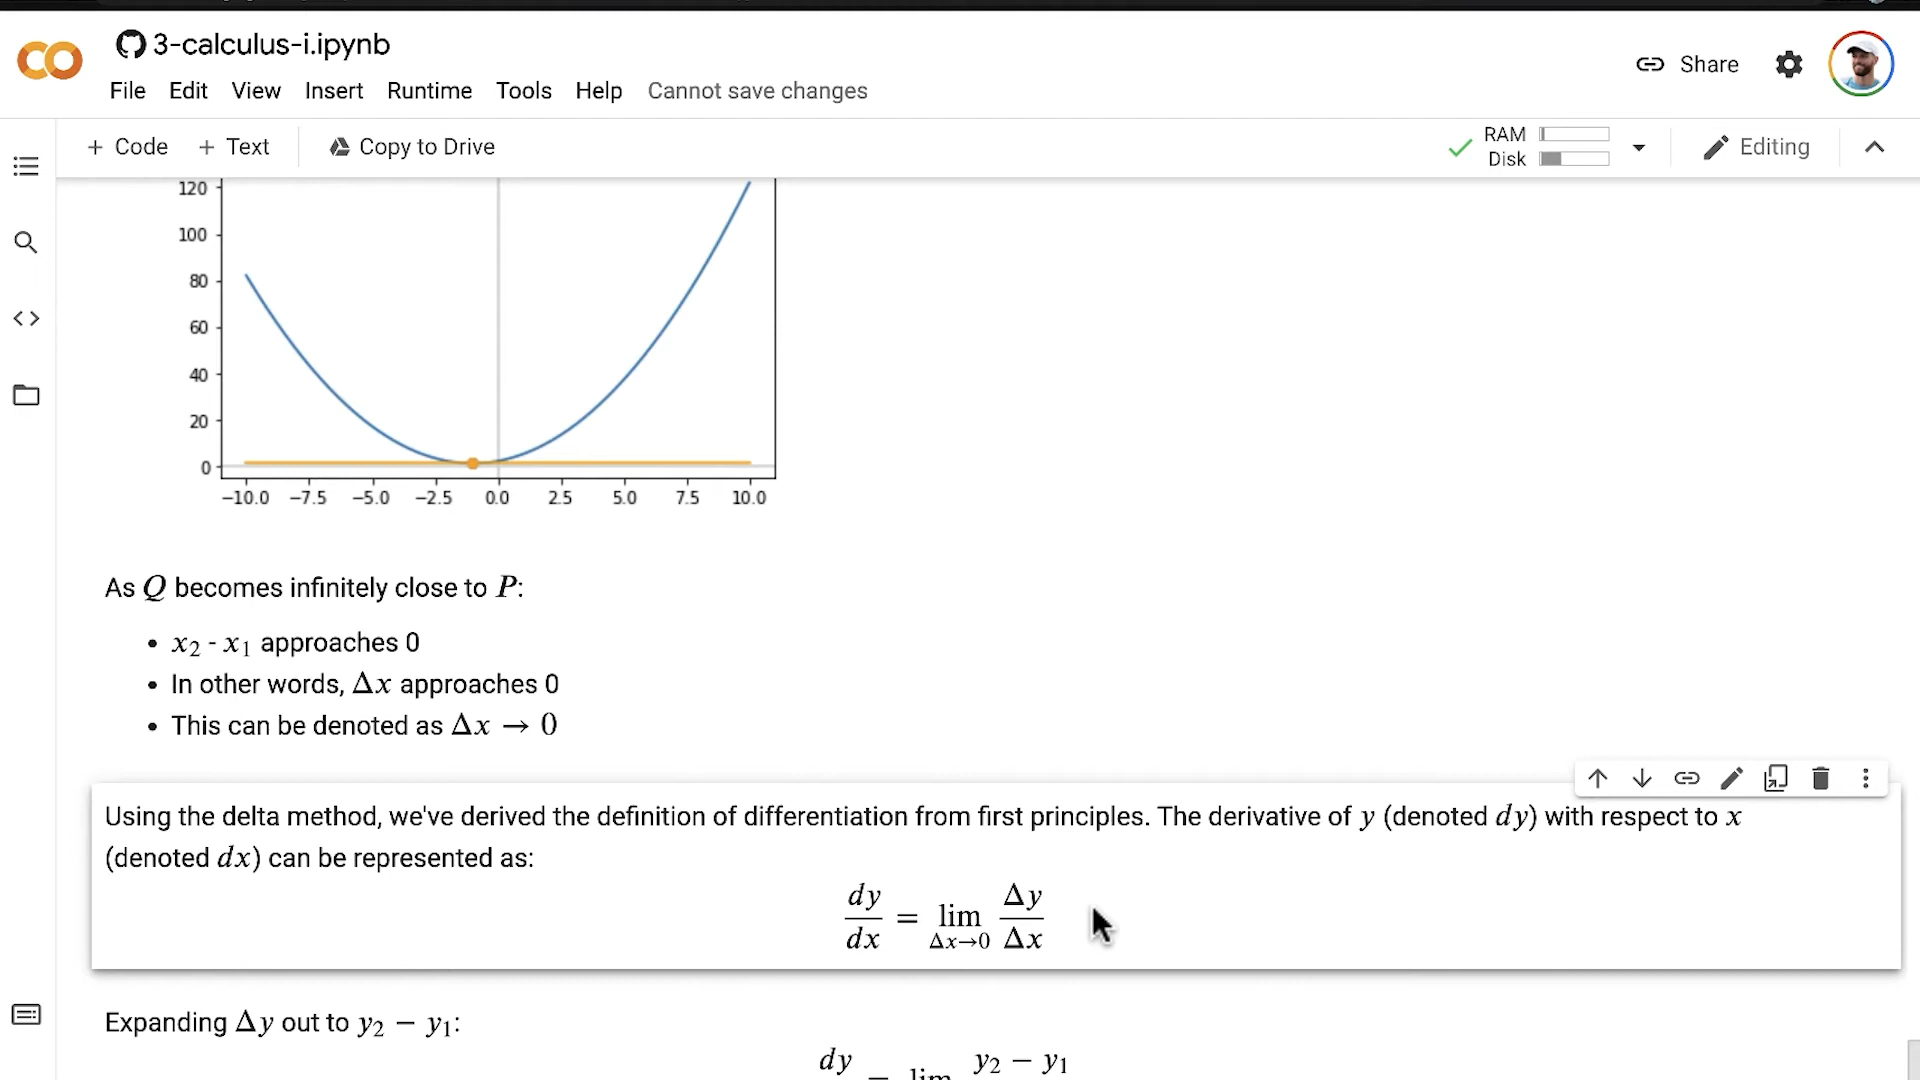 3-calculus-i.ipynb
File Edit View Insert Runtime Tools Help Cannot save changes
Share
+ Code + Text Copy to Drive
RAM
Disk
Editing
120
100
80
60
40
20
0
−10.0 −7.5 −5.0 −2.5 0.0 2.5 5.0 7.5 10.0
As Q becomes infinitely close to P:
• x₂ - x₁ approaches 0
• In other words, Δx approaches 0
• This can be denoted as Δx → 0
Using the delta method, we've derived the definition of differentiation from first principles. The derivative of y (denoted dy) with respect to x
(denoted dx) can be represented as:
dy/dx = lim Δx→0 Δy/Δx
Expanding Δy out to y₂ − y₁:
dy = lim y₂ − y₁